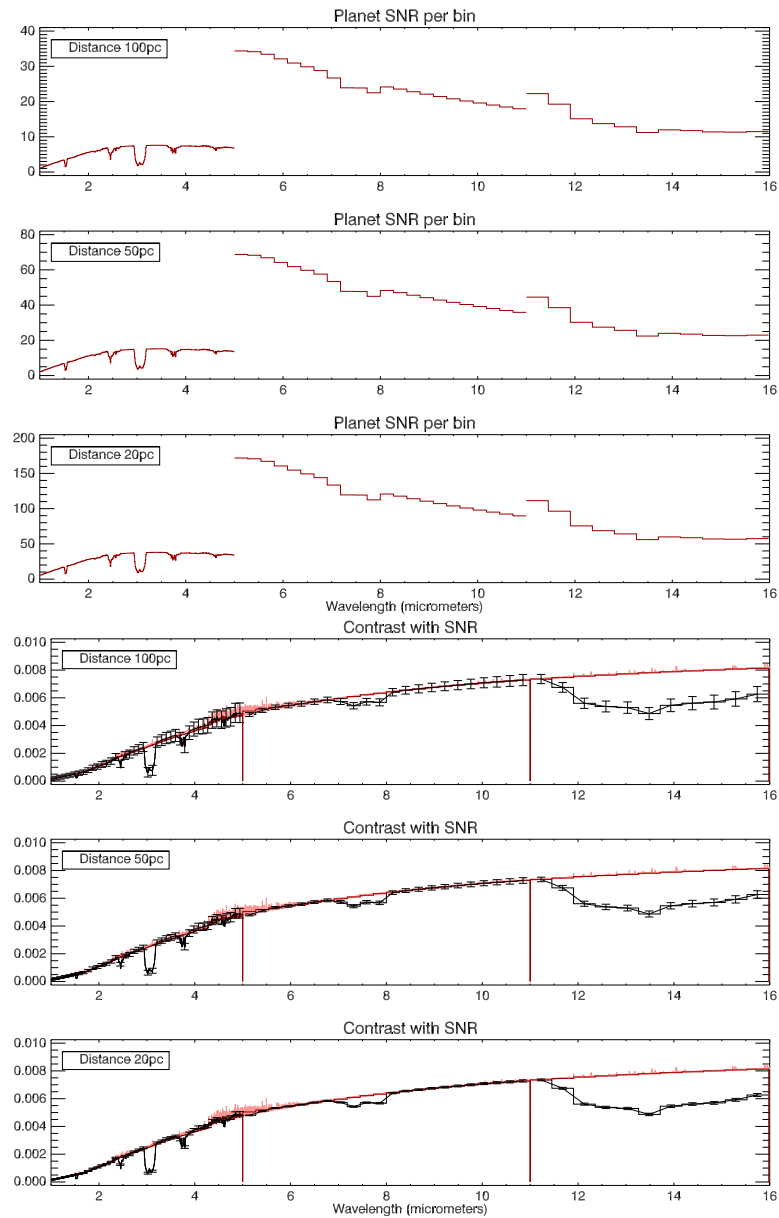 Planet SNR per bin
40
30
20
10
0
Distance 100pc
2 4 6 8 10 12 14 16
Planet SNR per bin
80
60
40
20
0
Distance 50pc
2 4 6 8 10 12 14 16
Planet SNR per bin
200
150
100
50
0
Distance 20pc
2 4 6 8 10 12 14 16
Wavelength (micrometers)
Contrast with SNR
0.010
0.008
0.006
0.004
0.002
0.000
Distance 100pc
2 4 6 8 10 12 14 16
Contrast with SNR
0.010
0.008
0.006
0.004
0.002
0.000
Distance 50pc
2 4 6 8 10 12 14 16
Contrast with SNR
0.010
0.008
0.006
0.004
0.002
0.000
Distance 20pc
2 4 6 8 10 12 14 16
Wavelength (micrometers)